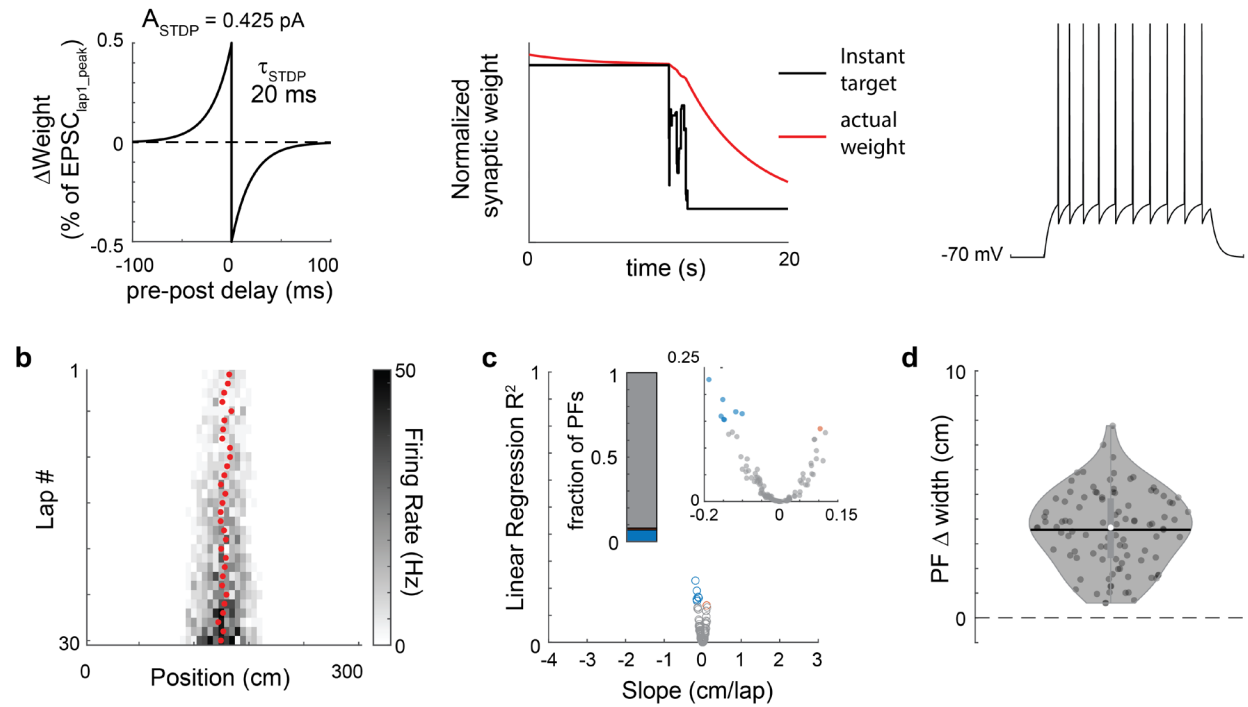 A_STDP = 0.425 pA
ΔWeight
(% of EPSC_lap1_peak)
0.5
0
-0.5
τ_STDP
20 ms
-100
0
100
pre-post delay (ms)
Normalized
synaptic weight
0
20
time (s)
Instant
target
actual
weight
-70 mV
b
1
Lap #
30
0
300
Position (cm)
50
0
Firing Rate (Hz)
c
1
0
Linear Regression R²
-4
-3
-2
-1
0
1
2
3
Slope (cm/lap)
1
0.5
0
fraction of PFs
0.25
0
-0.2
0
0.15
d
10
0
PF Δ width (cm)